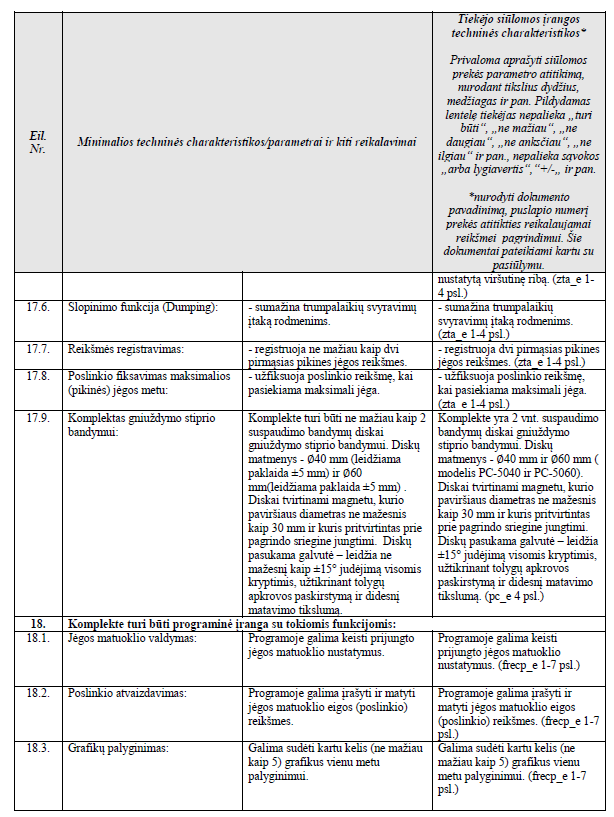 Eil.
Nr.
Minimalios techninės charakteristikos/parametrai ir kiti reikalavimai
Tiekėjo siūlomos įrangos
techninės charakteristikos*
Privaloma aprašyti siūlomos
prekės parametro atitikimą,
nurodant tikslius dydžius,
medžiagas ir pan. Pildydamas
lentelę tiekėjas nepalieka „turi
būti“, „ne mažiau“, „ne
daugiau“, „ne anksčiau“, „ne
ilgiau“ ir pan., nepalieka sąvokos
„arba lygiavertis“,“+/-„ ir pan.
*nurodyti dokumento
pavadinimą, puslapio numerį
prekės atitikties reikalaujamai
reikšmei pagrindimui. Šie
dokumentai pateikiami kartu su
pasiūlymu.
nustatytą viršutinę ribą. (zta_e 1-
4 psl.)
17.6.
Slopinimo funkcija (Dumping):
- sumažina trumpalaikių svyravimų
įtaką rodmenims.
- sumažina trumpalaikių
svyravimų įtaką rodmenims.
(zta_e 1-4 psl.)
17.7.
Reikšmės registravimas:
- registruoja ne mažiau kaip dvi
pirmąsias pikines jėgos reikšmes.
- registruoja dvi pirmąsias pikines
jėgos reikšmes. (zta_e 1-4 psl.)
17.8.
Poslinkio fiksavimas maksimalios
(pikinės) jėgos metu:
- užfiksuoja poslinkio reikšmę, kai
pasiekiama maksimali jėga.
- užfiksuoja poslinkio reikšmę,
kai pasiekiama maksimali jėga.
(zta_e 1-4 psl.)
17.9.
Komplektas gniuždymo stiprio
bandymui:
Komplekte turi būti ne mažiau kaip 2
suspaudimo bandymų diskai
gniuždymo stiprio bandymui. Diskų
matmenys - Ø40 mm (leidžiama
paklaida ±5 mm) ir Ø60
mm(leidžiama paklaida ±5 mm) .
Diskai tvirtinami magnetu, kurio
paviršiaus diametras ne mažesnis
kaip 30 mm ir kuris pritvirtintas prie
pagrindo sriegine jungtimi. Diskų
pasukama galvutė – leidžia ne
mažesnį kaip ±15° judėjimą visomis
kryptimis, užtikrinant tolygų
apkrovos paskirstymą ir didesnį
matavimo tikslumą.
Komplekte yra 2 vnt. suspaudimo
bandymų diskai gniuždymo
stiprio bandymui. Diskų
matmenys - Ø40 mm ir Ø60 mm (
modelis PC-5040 ir PC-5060).
Diskai tvirtinami magnetu, kurio
paviršiaus diametras ne mažesnis
kaip 30 mm ir kuris pritvirtintas
prie pagrindo sriegine jungtimi.
Diskų pasukama galvutė – leidžia
±15° judėjimą visomis kryptimis,
užtikrinant tolygų apkrovos
paskirstymą ir didesnį matavimo
tikslumą. (pc_e 4 psl.)
18.
Komplekte turi būti programinė įranga su tokiomis funkcijomis:
18.1.
Jėgos matuoklio valdymas:
Programoje galima keisti prijungto
jėgos matuoklio nustatymus.
Programoje galima keisti
prijungto jėgos matuoklio
nustatymus. (frecp_e 1-7 psl.)
18.2.
Poslinkio atvaizdavimas:
Programoje galima įrašyti ir matyti
jėgos matuoklio eigos (poslinkio)
reikšmes.
Programoje galima įrašyti ir
matyti jėgos matuoklio eigos
(poslinkio) reikšmes. (frecp_e 1-7
psl.)
18.3.
Grafikų palyginimas:
Galima sudėti kartu kelis (ne mažiau
kaip 5) grafikus vienu metu
palyginimui.
Galima sudėti kartu kelis (ne
mažiau kaip 5) grafikus vienu
metu palyginimui. (frecp_e 1-7
psl.)